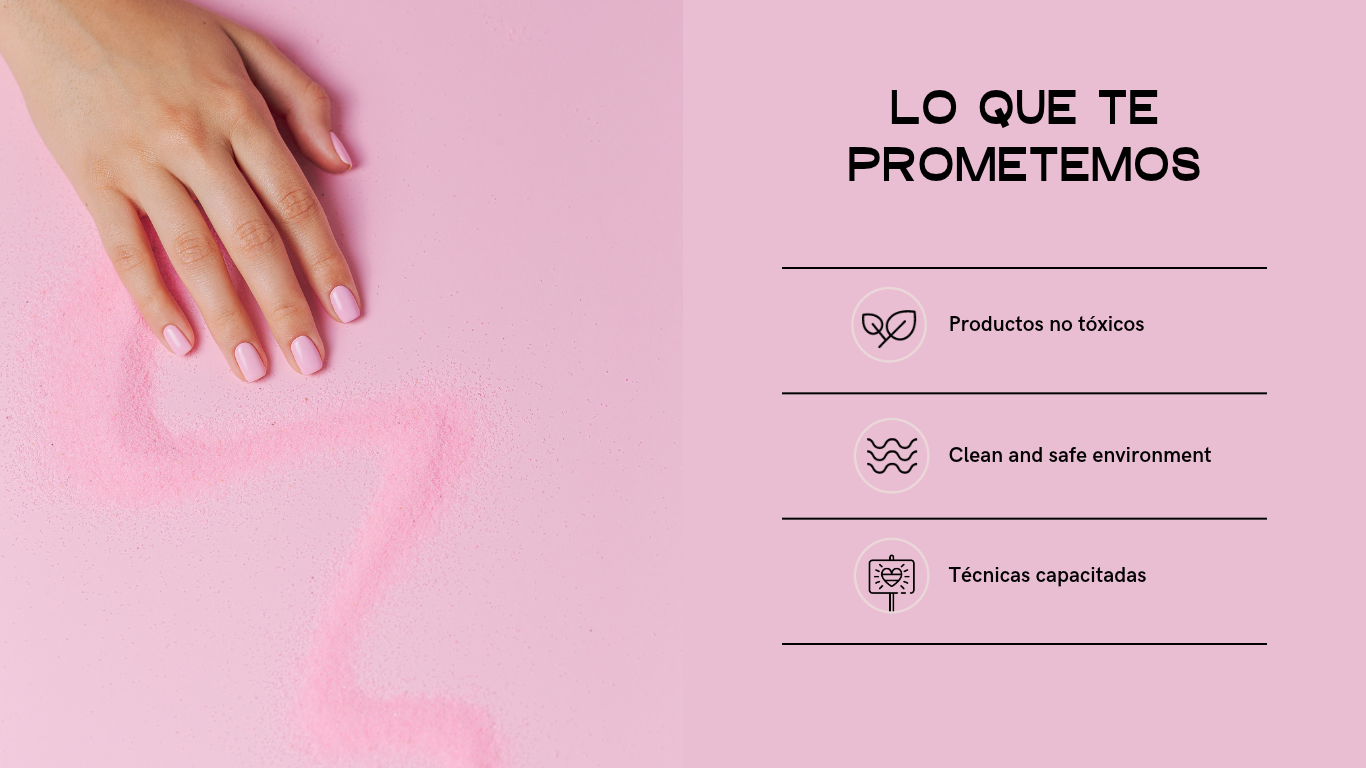 LO QUE TE
PROMETEMOS
Productos no tóxicos
Clean and safe environment
Técnicas capacitadas